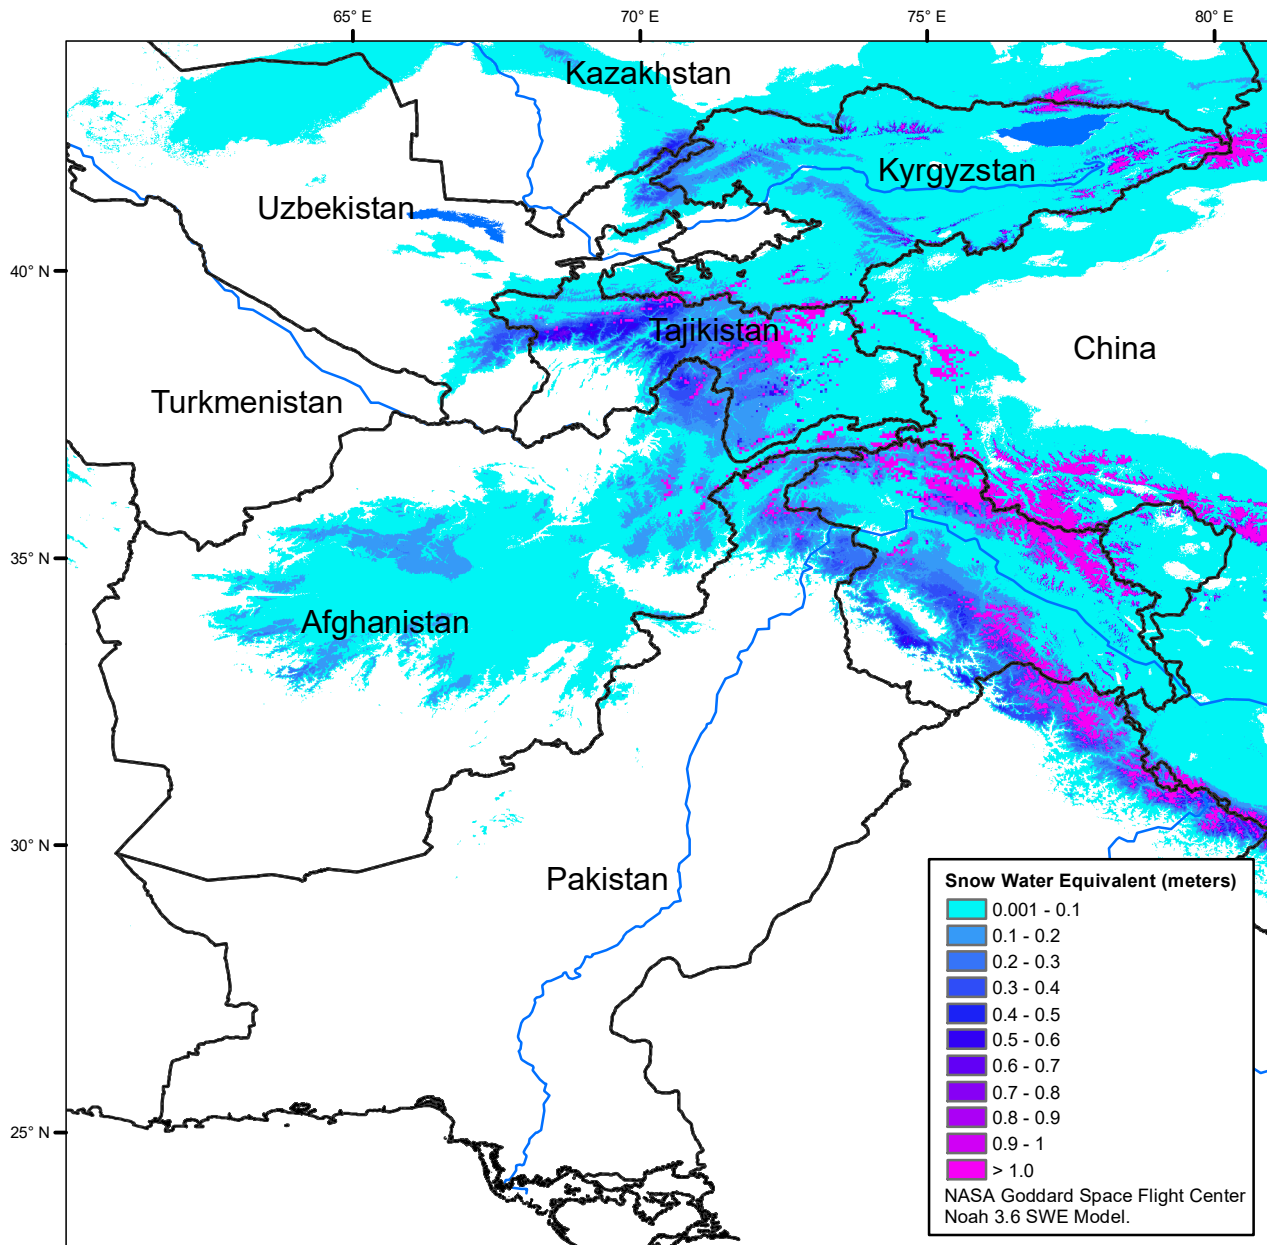 65° E
70° E
75° E
80° E
Kazakhstan
Kyrgyzstan
Uzbekistan
40° N
Tajikistan
China
Turkmenistan
35° N
Afghanistan
30° N
Pakistan
Snow Water Equivalent (meters)
0.001 - 0.1
0.1 - 0.2
0.2 - 0.3
0.3 - 0.4
0.4 - 0.5
0.5 - 0.6
0.6 - 0.7
0.7 - 0.8
0.8 - 0.9
0.9 - 1
> 1.0
25° N
NASA Goddard Space Flight Center
Noah 3.6 SWE Model.